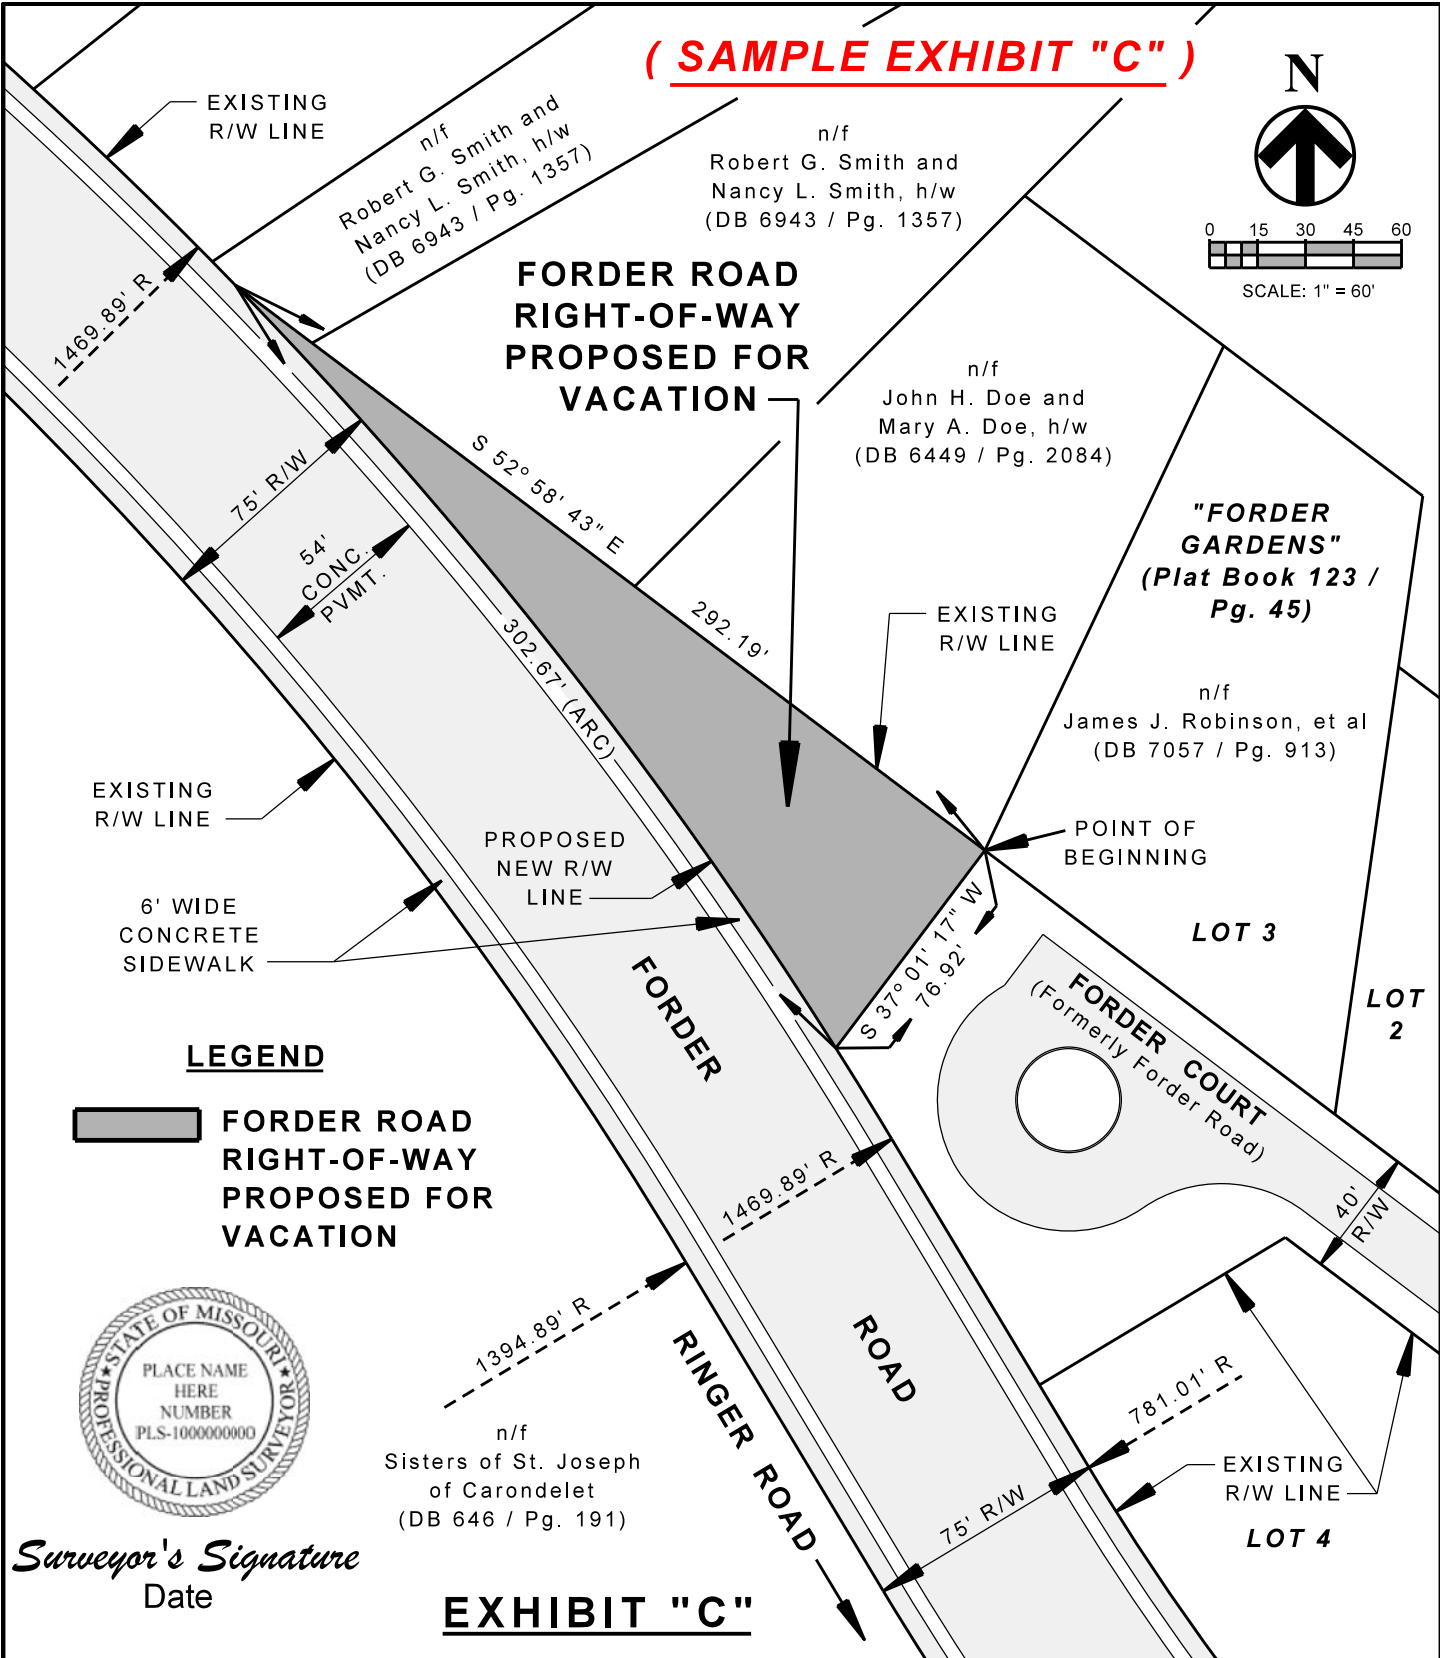 ( SAMPLE EXHIBIT "C" )
N
0 15 30 45 60
SCALE: 1" = 60'
EXISTING
R/W LINE
n/f
Robert G. Smith and
Nancy L. Smith, h/w
(DB 6943 / Pg. 1357)
n/f
Robert G. Smith and
Nancy L. Smith, h/w
(DB 6943 / Pg. 1357)
FORDER ROAD
RIGHT-OF-WAY
PROPOSED FOR
VACATION
1469.89' R
n/f
John H. Doe and
Mary A. Doe, h/w
(DB 6449 / Pg. 2084)
75' R/W
54'
CONC.
PVMT.
S 52° 58' 43" E
292.19'
302.67' (ARC)
"FORDER
GARDENS"
(Plat Book 123 /
Pg. 45)
EXISTING
R/W LINE
n/f
James J. Robinson, et al
(DB 7057 / Pg. 913)
EXISTING
R/W LINE
PROPOSED
NEW R/W
LINE
POINT OF
BEGINNING
6' WIDE
CONCRETE
SIDEWALK
S 37° 01' 17" W
76.92'
LOT 3
LOT
2
FORDER
FORDER COURT
(Formerly Forder Road)
LEGEND
FORDER ROAD
RIGHT-OF-WAY
PROPOSED FOR
VACATION
1469.89' R
40'
R/W
1394.89' R
ROAD
RINGER ROAD
781.01' R
STATE OF MISSOURI
PLACE NAME
HERE
NUMBER
PLS-1000000000
PROFESSIONAL LAND SURVEYOR
n/f
Sisters of St. Joseph
of Carondelet
(DB 646 / Pg. 191)
75' R/W
EXISTING
R/W LINE
LOT 4
Surveyor's Signature
Date
EXHIBIT "C"